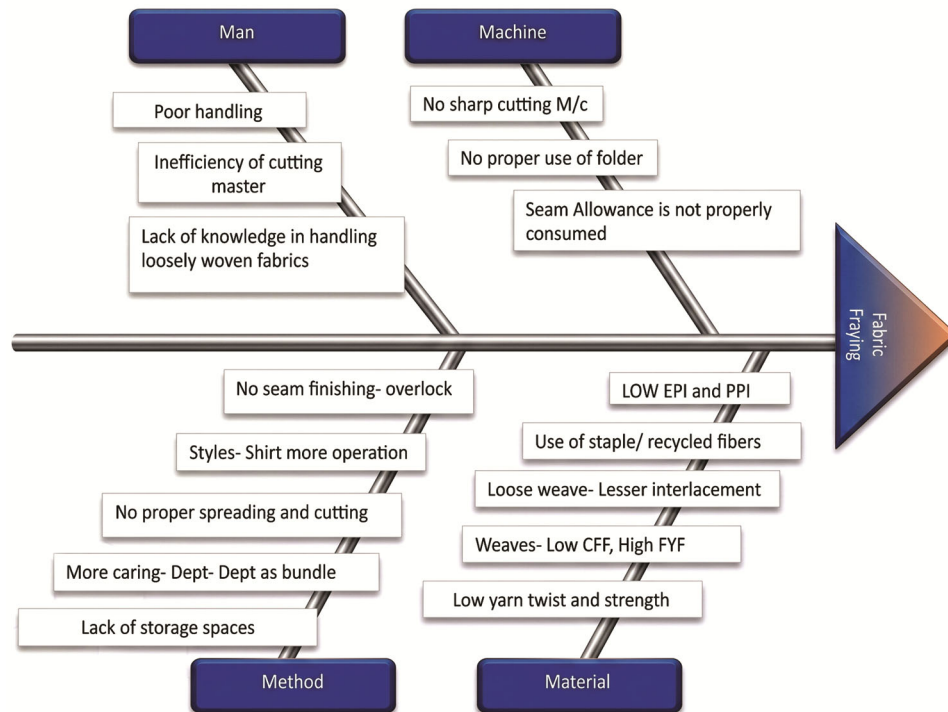 Man
Poor handling
Inefficiency of cutting
master
Lack of knowledge in handling
loosely woven fabrics
Machine
No sharp cutting M/c
No proper use of folder
Seam Allowance is not properly
consumed
Fabric
Fraying
No seam finishing- overlock
Styles- Shirt more operation
No proper spreading and cutting
More caring- Dept- Dept as bundle
Lack of storage spaces
Method
LOW EPI and PPI
Use of staple/ recycled fibers
Loose weave- Lesser interlacement
Weaves- Low CFF, High FYF
Low yarn twist and strength
Material